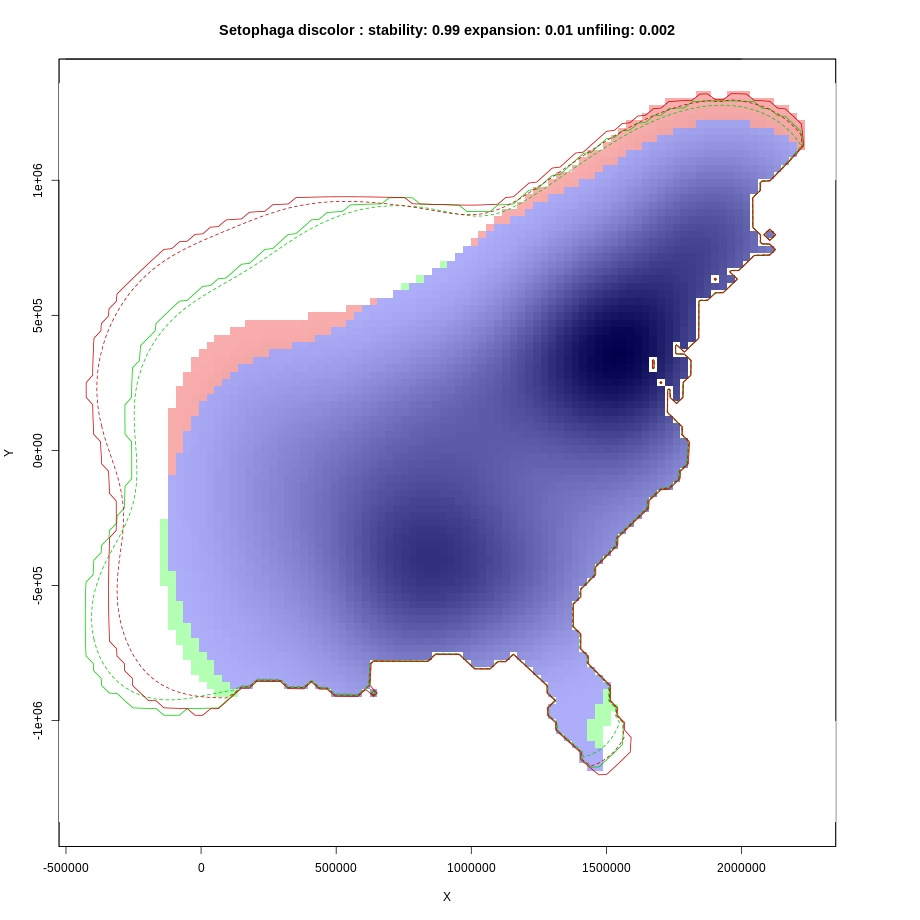 Setophaga discolor : stability: 0.99 expansion: 0.01 unfiling: 0.002
1e+06
5e+05
0e+00
-5e+05
-1e+06
Y
-500000 0 500000 1000000 1500000 2000000
X